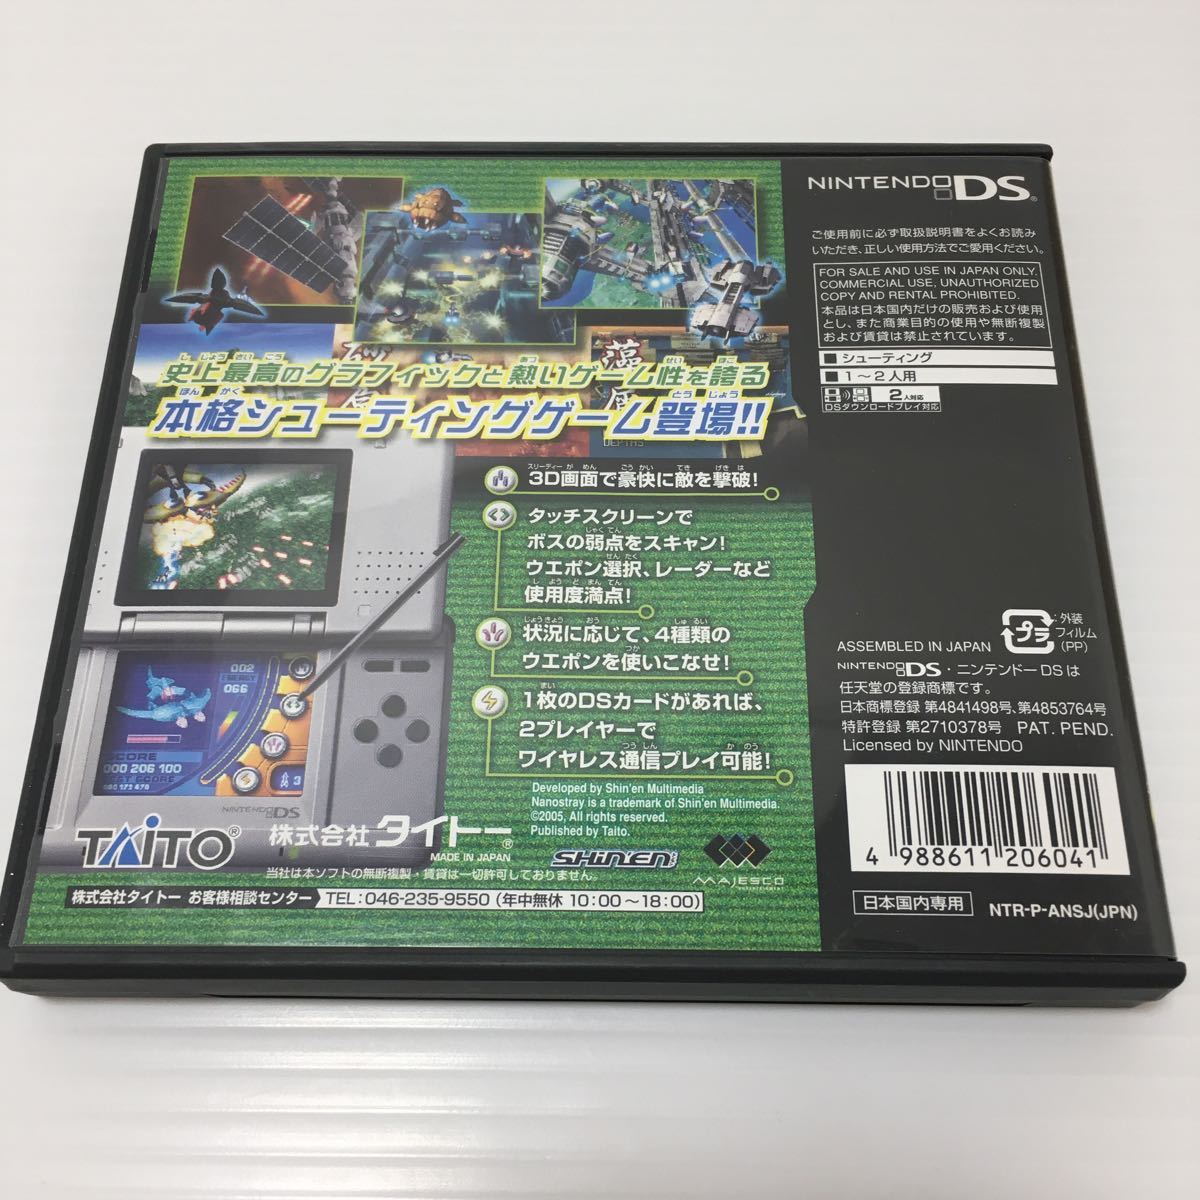 史上最高のグラフィックと熱いゲーム性を誇る
本格シューティングゲーム登場!!
3D画面で豪快に敵を撃破!
タッチスクリーンで
ボスの弱点をスキャン!
ウエポン選択、レーダーなど
使用度満点!
状況に応じて、4種類の
ウエポンを使いこなせ!
1枚のDSカードがあれば、
2プレイヤーで
ワイヤレス通信プレイ可能!
002
ENERGY
066
SCORE
000 206 100
BEST SCORE
3
NINTENDO DS
DEPTHS
Developed by Shin'en Multimedia
Nanostray is a trademark of Shin'en Multimedia.
©2005, All rights reserved.
Published by Taito.
TAITO®
株式会社タイトー®
MADE IN JAPAN
SHIN'EN
MAJESCO
当社は本ソフトの無断複製・賃貸は一切許可しておりません。
株式会社タイトー お客様相談センター
TEL:046-235-9550(年中無休 10:00～18:00)
NINTENDO DS®
ご使用前に必ず取扱説明書をよくお読み
いただき、正しい使用方法でご愛用ください。
FOR SALE AND USE IN JAPAN ONLY.
COMMERCIAL USE, UNAUTHORIZED
COPY AND RENTAL PROHIBITED.
本品は日本国内だけの販売および使用
とし、また商業目的の使用や無断複製
および賃貸は禁止されています。
■シューティング
■1～2人用
2人対応
DSダウンロードプレイ対応
プラ
:外装
フィルム
(PP)
ASSEMBLED IN JAPAN
NINTENDO DS・ニンテンドーDSは
任天堂の登録商標です。
日本商標登録 第4841498号、第4853764号
特許登録 第2710378号 PAT. PEND.
Licensed by NINTENDO
4 988611 206041
日本国内専用
NTR-P-ANSJ(JPN)